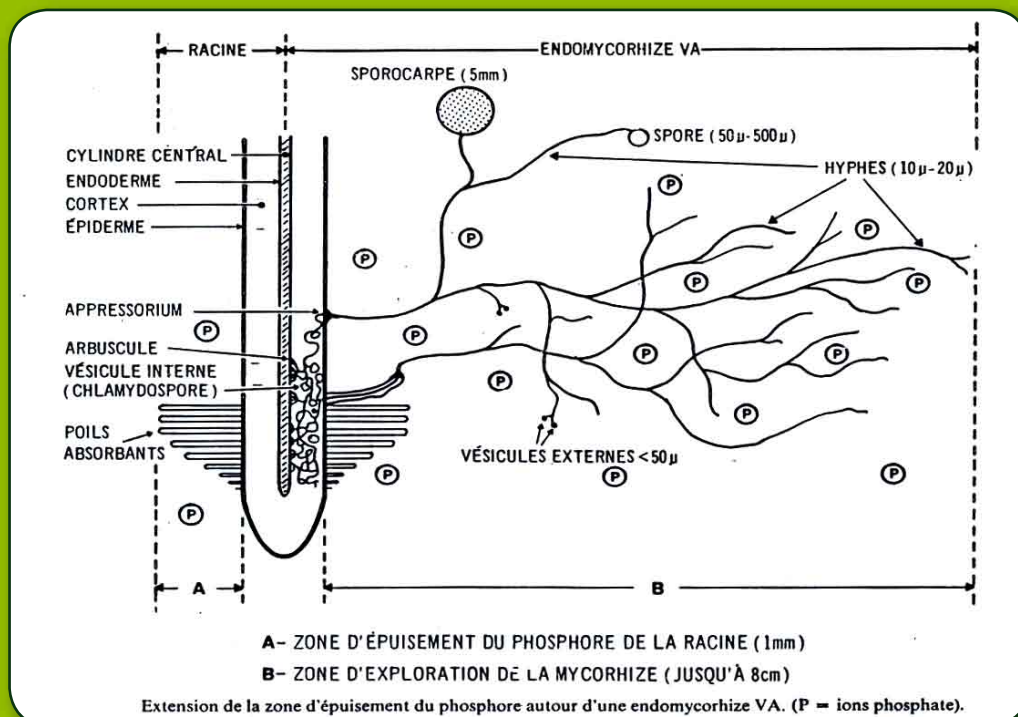 RACINE
ENDOMYCORHIZE VA
SPOROCARPE (5mm)
SPORE (50µ-500µ)
HYPHES (10µ-20µ)
CYLINDRE CENTRAL
ENDODERME
CORTEX
ÉPIDERME
P
P
P
P
P
P
P
APPRESSORIUM
P
P
ARBUSCULE
VÉSICULE INTERNE
(CHLAMYDOSPORE)
P
P
P
P
POILS
ABSORBANTS
VÉSICULES EXTERNES <50µ
P
P
P
P
A
B
A- ZONE D'ÉPUISEMENT DU PHOSPHORE DE LA RACINE (1mm)
B- ZONE D'EXPLORATION DE LA MYCORHIZE (JUSQU'À 8cm)
Extension de la zone d'épuisement du phosphore autour d'une endomycorhize VA. (P = ions phosphate).